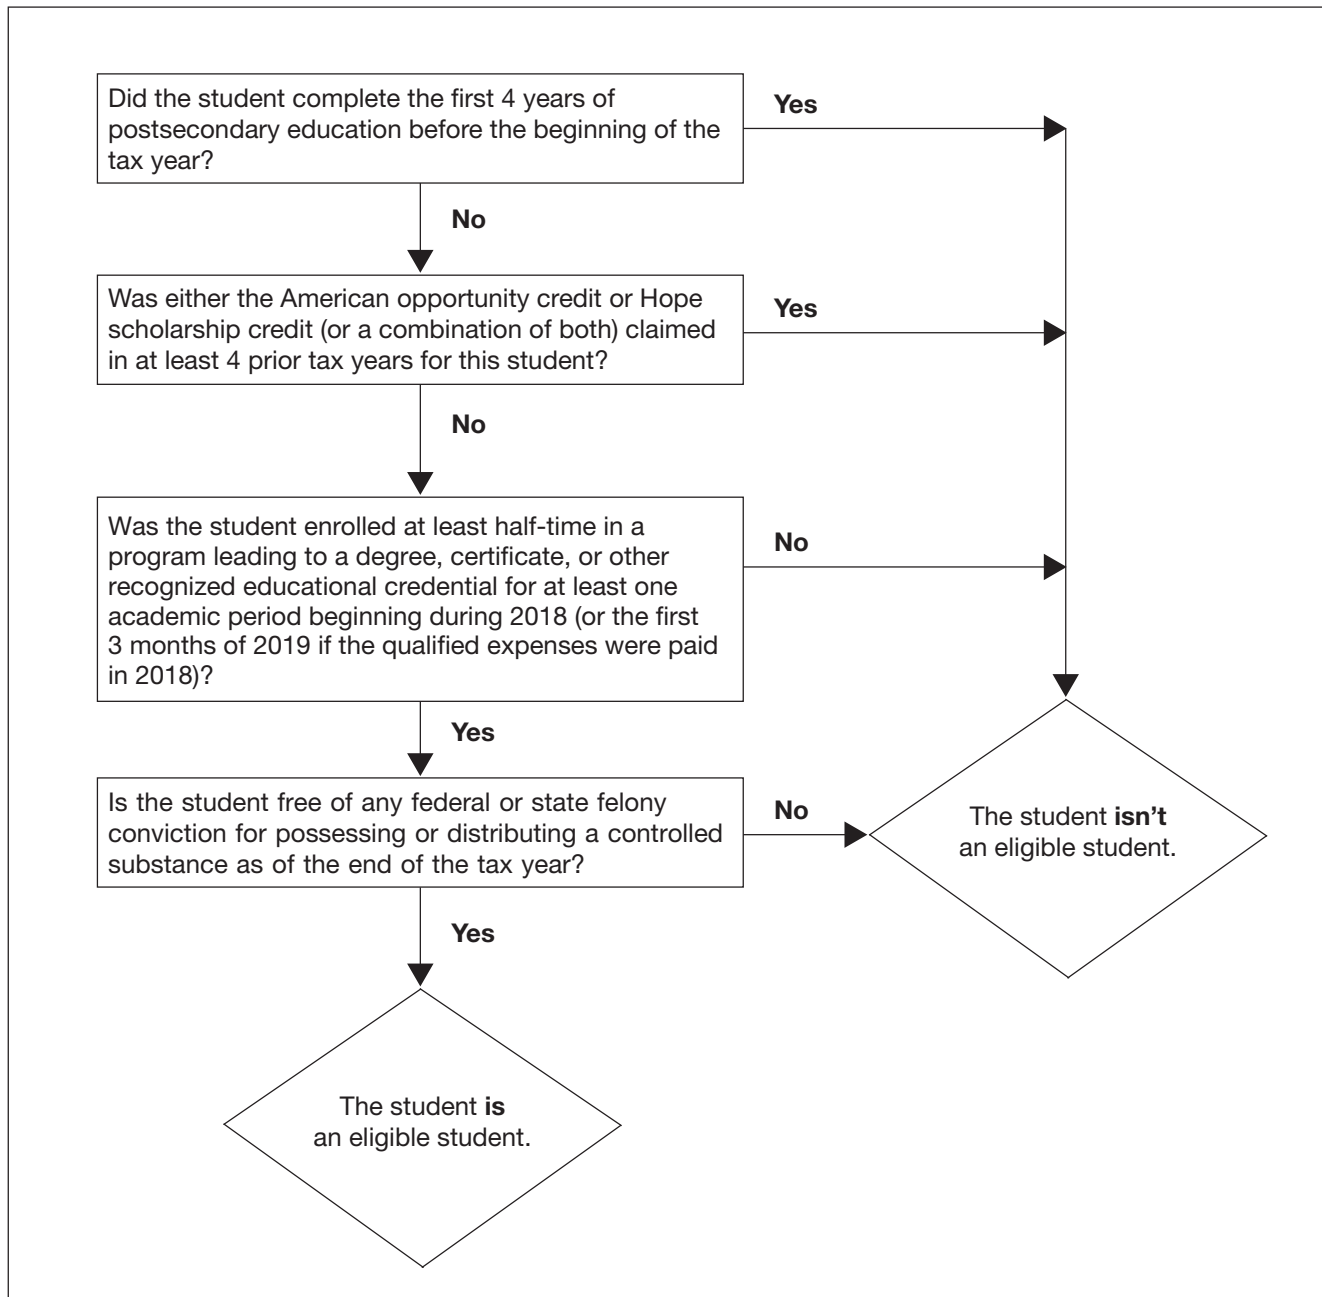 Did the student complete the first 4 years of
postsecondary education before the beginning of the
tax year?
Yes
No
Was either the American opportunity credit or Hope
scholarship credit (or a combination of both) claimed
in at least 4 prior tax years for this student?
Yes
No
Was the student enrolled at least half-time in a
program leading to a degree, certificate, or other
recognized educational credential for at least one
academic period beginning during 2018 (or the first
3 months of 2019 if the qualified expenses were paid
in 2018)?
No
Yes
Is the student free of any federal or state felony
conviction for possessing or distributing a controlled
substance as of the end of the tax year?
No
The student isn't
an eligible student.
Yes
The student is
an eligible student.